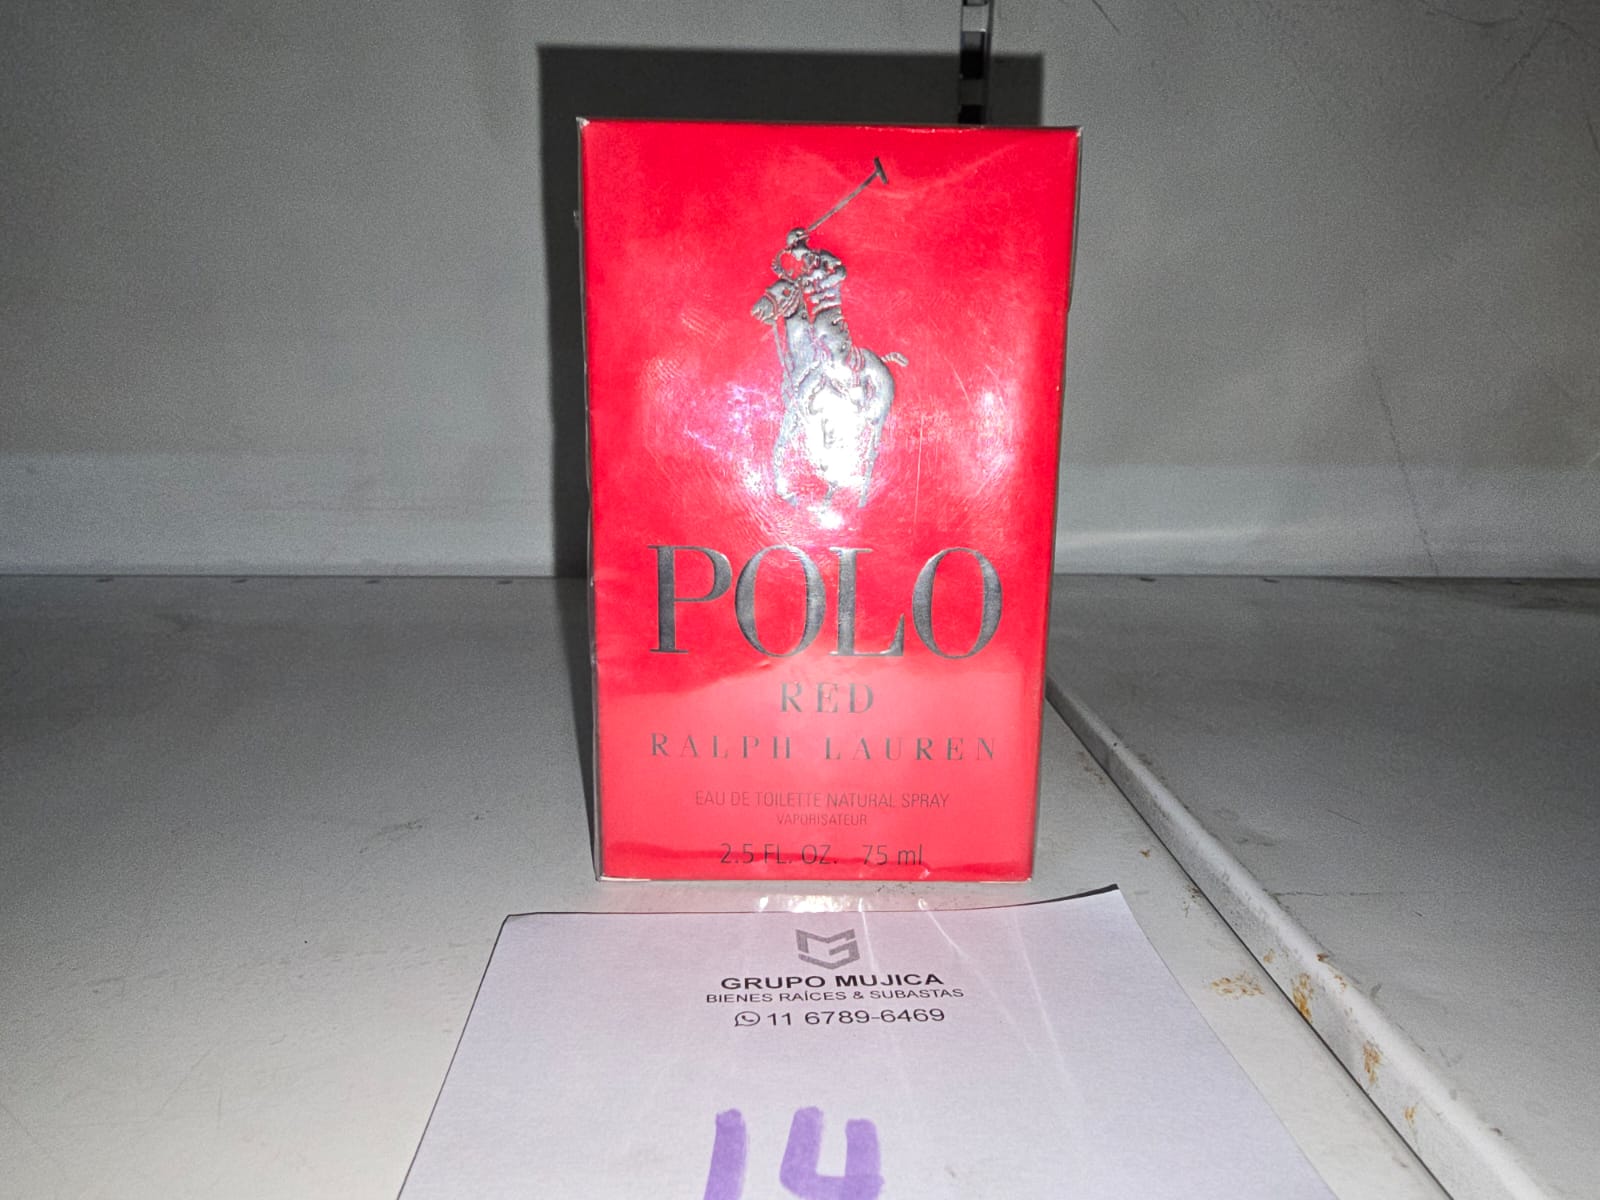 POLO
RED
RALPH LAUREN
EAU DE TOILETTE NATURAL SPRAY
VAPORISATEUR
2.5 FL. OZ. 75 ml
GRUPO MUJICA
BIENES RAÍCES & SUBASTAS
11 6789-6469
14